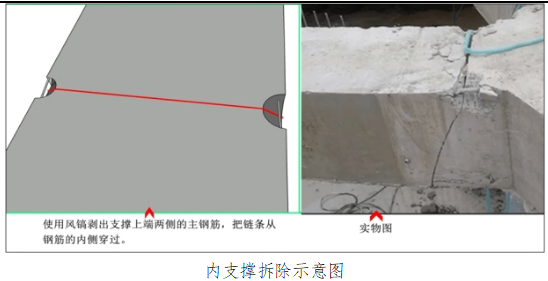 使用风镐剥出支撑上端两侧的主钢筋，把链条从
钢筋的内侧穿过。
实物图
内支撑拆除示意图